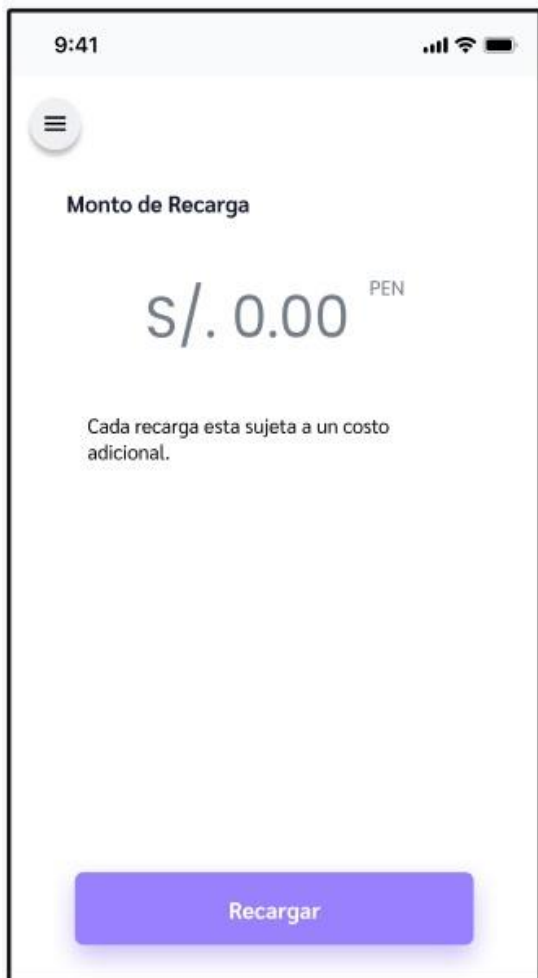 9:41
Monto de Recarga
S/. 0.00 PEN
Cada recarga esta sujeta a un costo
adicional.
Recargar